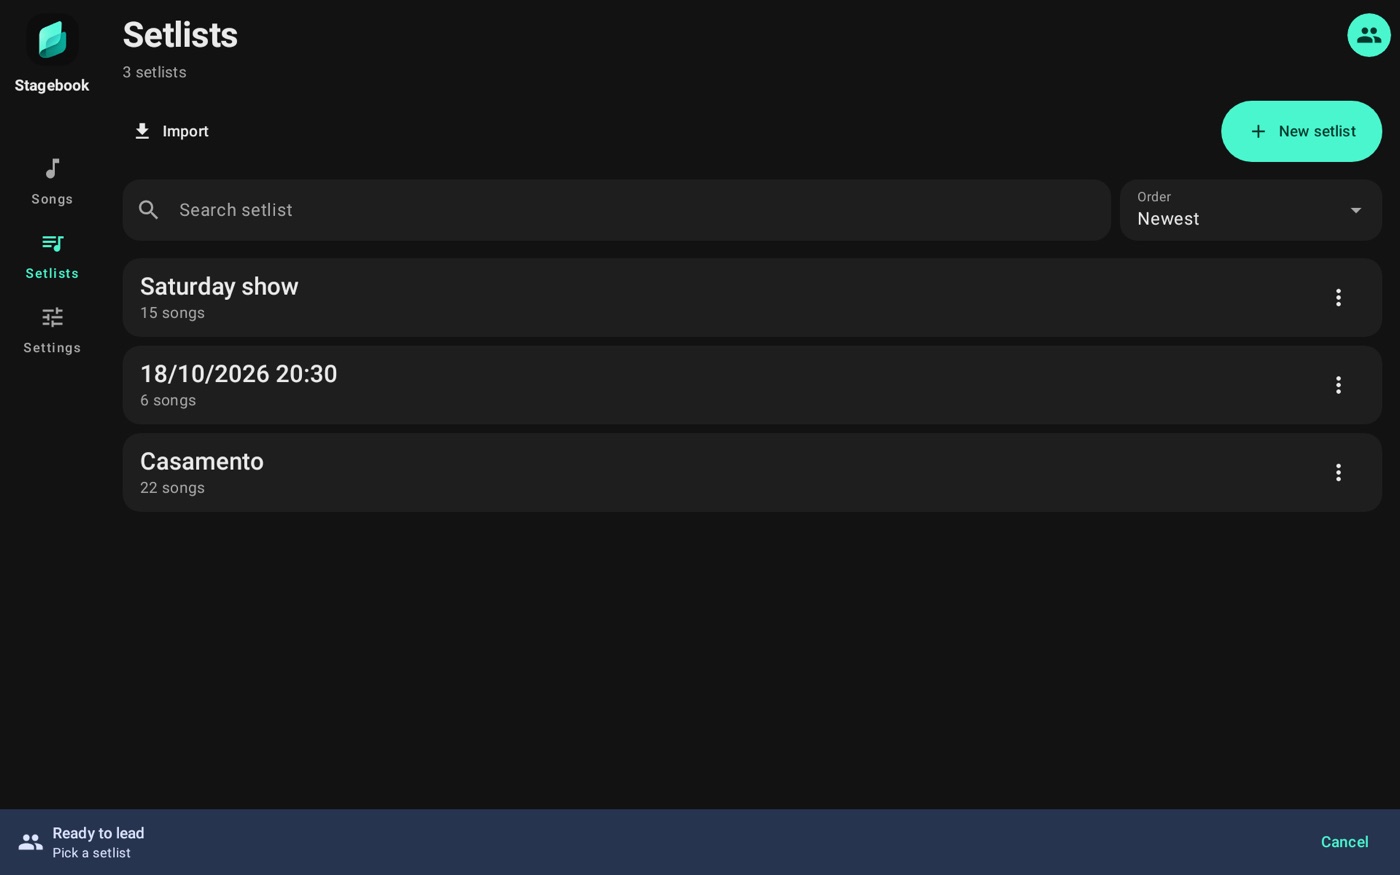 Stagebook
Songs
Setlists
Settings
Setlists
3 setlists
Import
New setlist
Search setlist
Order
Newest
Saturday show
15 songs
18/10/2026 20:30
6 songs
Casamento
22 songs
Ready to lead
Pick a setlist
Cancel